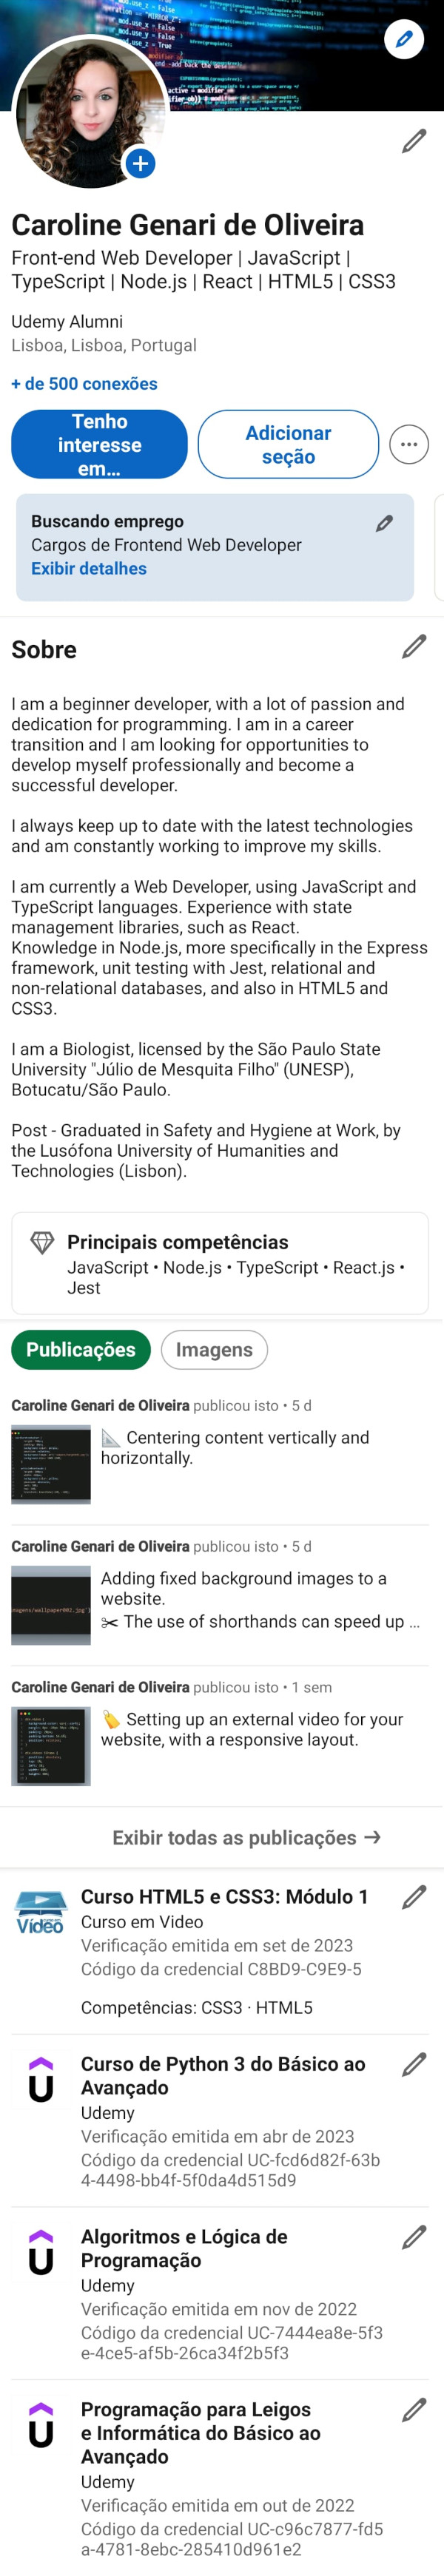 mod.use_x = False
mod.use_y = False
use_z = True
Caroline Genari de Oliveira
Front-end Web Developer | JavaScript |
TypeScript | Node.js | React | HTML5 | CSS3
Udemy Alumni
Lisboa, Lisboa, Portugal
+ de 500 conexões
Tenho
interesse
em...
Adicionar
seção
Buscando emprego
Cargos de Frontend Web Developer
Exibir detalhes
Sobre
I am a beginner developer, with a lot of passion and
dedication for programming. I am in a career
transition and I am looking for opportunities to
develop myself professionally and become a
successful developer.
I always keep up to date with the latest technologies
and am constantly working to improve my skills.
I am currently a Web Developer, using JavaScript and
TypeScript languages. Experience with state
management libraries, such as React.
Knowledge in Node.js, more specifically in the Express
framework, unit testing with Jest, relational and
non-relational databases, and also in HTML5 and
CSS3.
I am a Biologist, licensed by the São Paulo State
University "Júlio de Mesquita Filho" (UNESP),
Botucatu/São Paulo.
Post - Graduated in Safety and Hygiene at Work, by
the Lusófona University of Humanities and
Technologies (Lisbon).
Principais competências
JavaScript • Node.js • TypeScript • React.js •
Jest
Publicações
Imagens
Caroline Genari de Oliveira publicou isto • 5 d
📐 Centering content vertically and
horizontally.
Caroline Genari de Oliveira publicou isto • 5 d
Adding fixed background images to a
website.
✂ The use of shorthands can speed up ...
Caroline Genari de Oliveira publicou isto • 1 sem
🏷️ Setting up an external video for your
website, with a responsive layout.
Exibir todas as publicações →
Vídeo
Curso HTML5 e CSS3: Módulo 1
Curso em Video
Verificação emitida em set de 2023
Código da credencial C8BD9-C9E9-5
Competências: CSS3 · HTML5
Curso de Python 3 do Básico ao
Avançado
Udemy
Verificação emitida em abr de 2023
Código da credencial UC-fcd6d82f-63b
4-4498-bb4f-5f0da4d515d9
Algoritmos e Lógica de
Programação
Udemy
Verificação emitida em nov de 2022
Código da credencial UC-7444ea8e-5f3
e-4ce5-af5b-26ca34f2b5f3
Programação para Leigos
e Informática do Básico ao
Avançado
Udemy
Verificação emitida em out de 2022
Código da credencial UC-c96c7877-fd5
a-4781-8ebc-285410d961e2